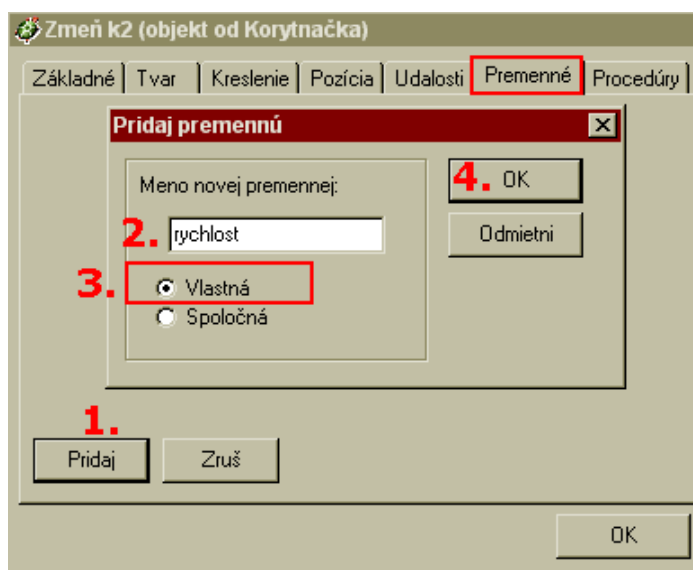 Zmeň k2 (objekt od Korytnačka)
Základné Tvar Kreslenie Pozícia Udalosti Premenné Procedúry
Pridaj premennú
Meno novej premennej:
4. OK
2. rychlost
Odmietni
3. Vlastná
Spoločná
1.
Pridaj Zruš
OK